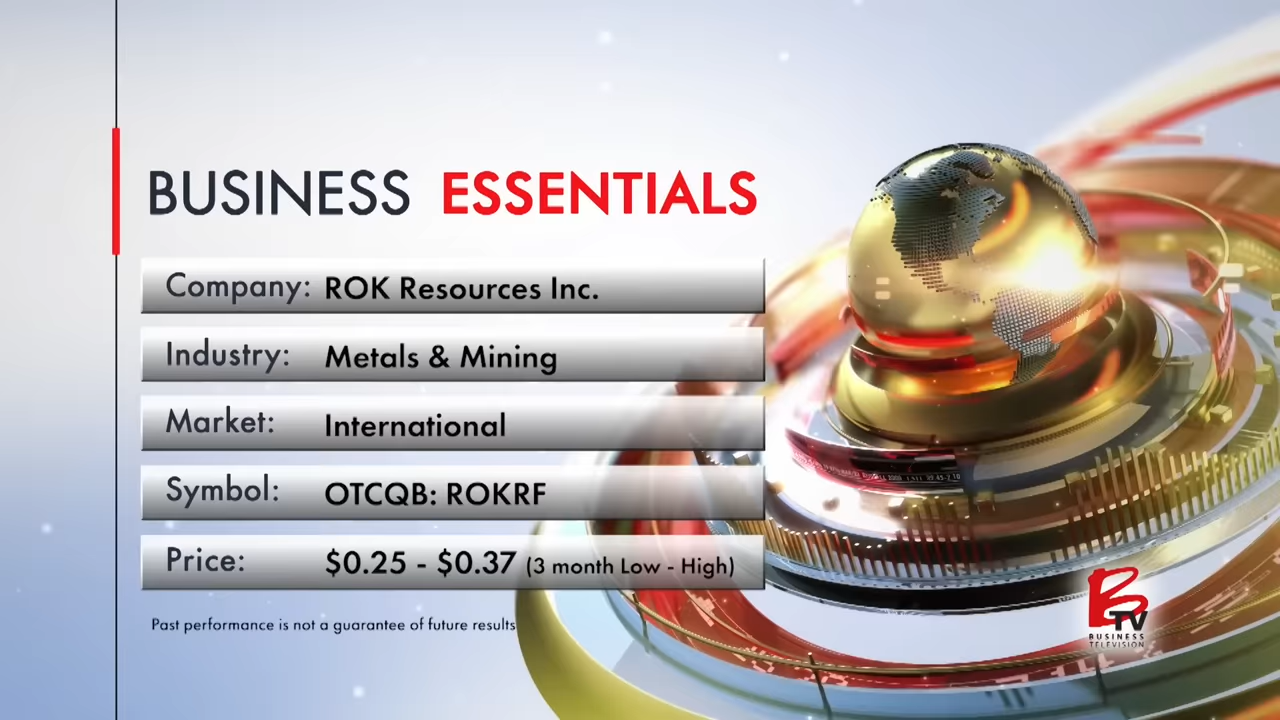 BUSINESS ESSENTIALS
Company: ROK Resources Inc.
Industry: Metals & Mining
Market: International
Symbol: OTCQB: ROKRF
Price: $0.25 - $0.37 (3 month Low - High)
Past performance is not a guarantee of future results
BTV
BUSINESS
TELEVISION